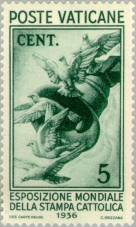 POSTE VATICANE
CENT.
5
ESPOSIZIONE MONDIALE
DELLA STAMPA CATTOLICA
1936